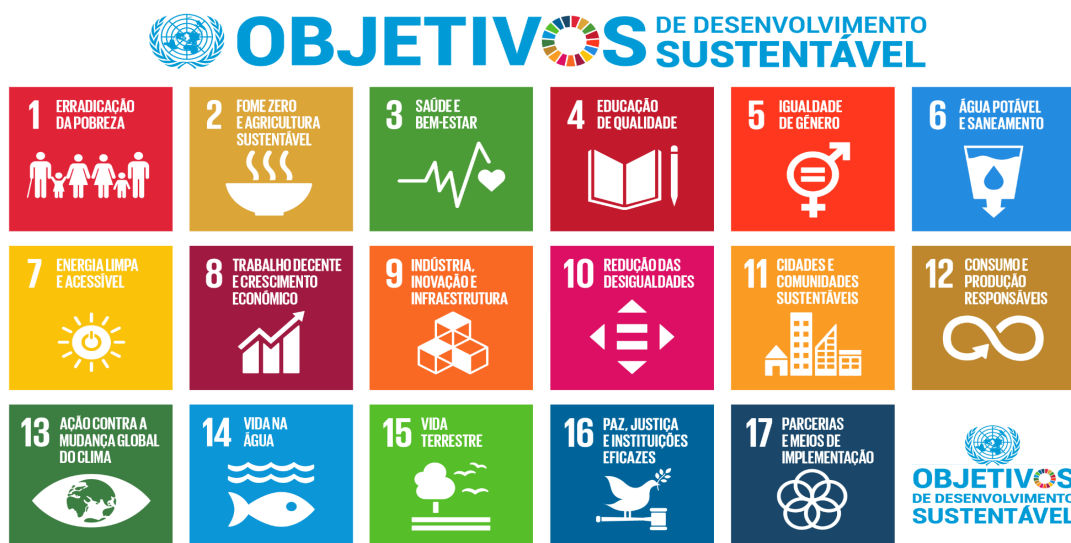 OBJETIVOS DE DESENVOLVIMENTO
SUSTENTÁVEL
1 ERRADICAÇÃO
DA POBREZA
2 FOME ZERO
E AGRICULTURA
SUSTENTÁVEL
3 SAÚDE E
BEM-ESTAR
4 EDUCAÇÃO
DE QUALIDADE
5 IGUALDADE
DE GÊNERO
6 ÁGUA POTÁVEL
E SANEAMENTO
7 ENERGIA LIMPA
E ACESSÍVEL
8 TRABALHO DECENTE
E CRESCIMENTO
ECONÓMICO
9 INDÚSTRIA,
INOVAÇÃO E
INFRAESTRUTURA
10 REDUÇÃO DAS
DESIGUALDADES
11 CIDADES E
COMUNIDADES
SUSTENTÁVEIS
12 CONSUMO E
PRODUÇÃO
RESPONSÁVEIS
13 AÇÃO CONTRA A
MUDANÇA GLOBAL
DO CLIMA
14 VIDA NA
ÁGUA
15 VIDA
TERRESTRE
16 PAZ, JUSTIÇA
E INSTITUIÇÕES
EFICAZES
17 PARCERIAS
E MEIOS DE
IMPLEMENTAÇÃO
OBJETIVOS
DE DESENVOLVIMENTO
SUSTENTÁVEL